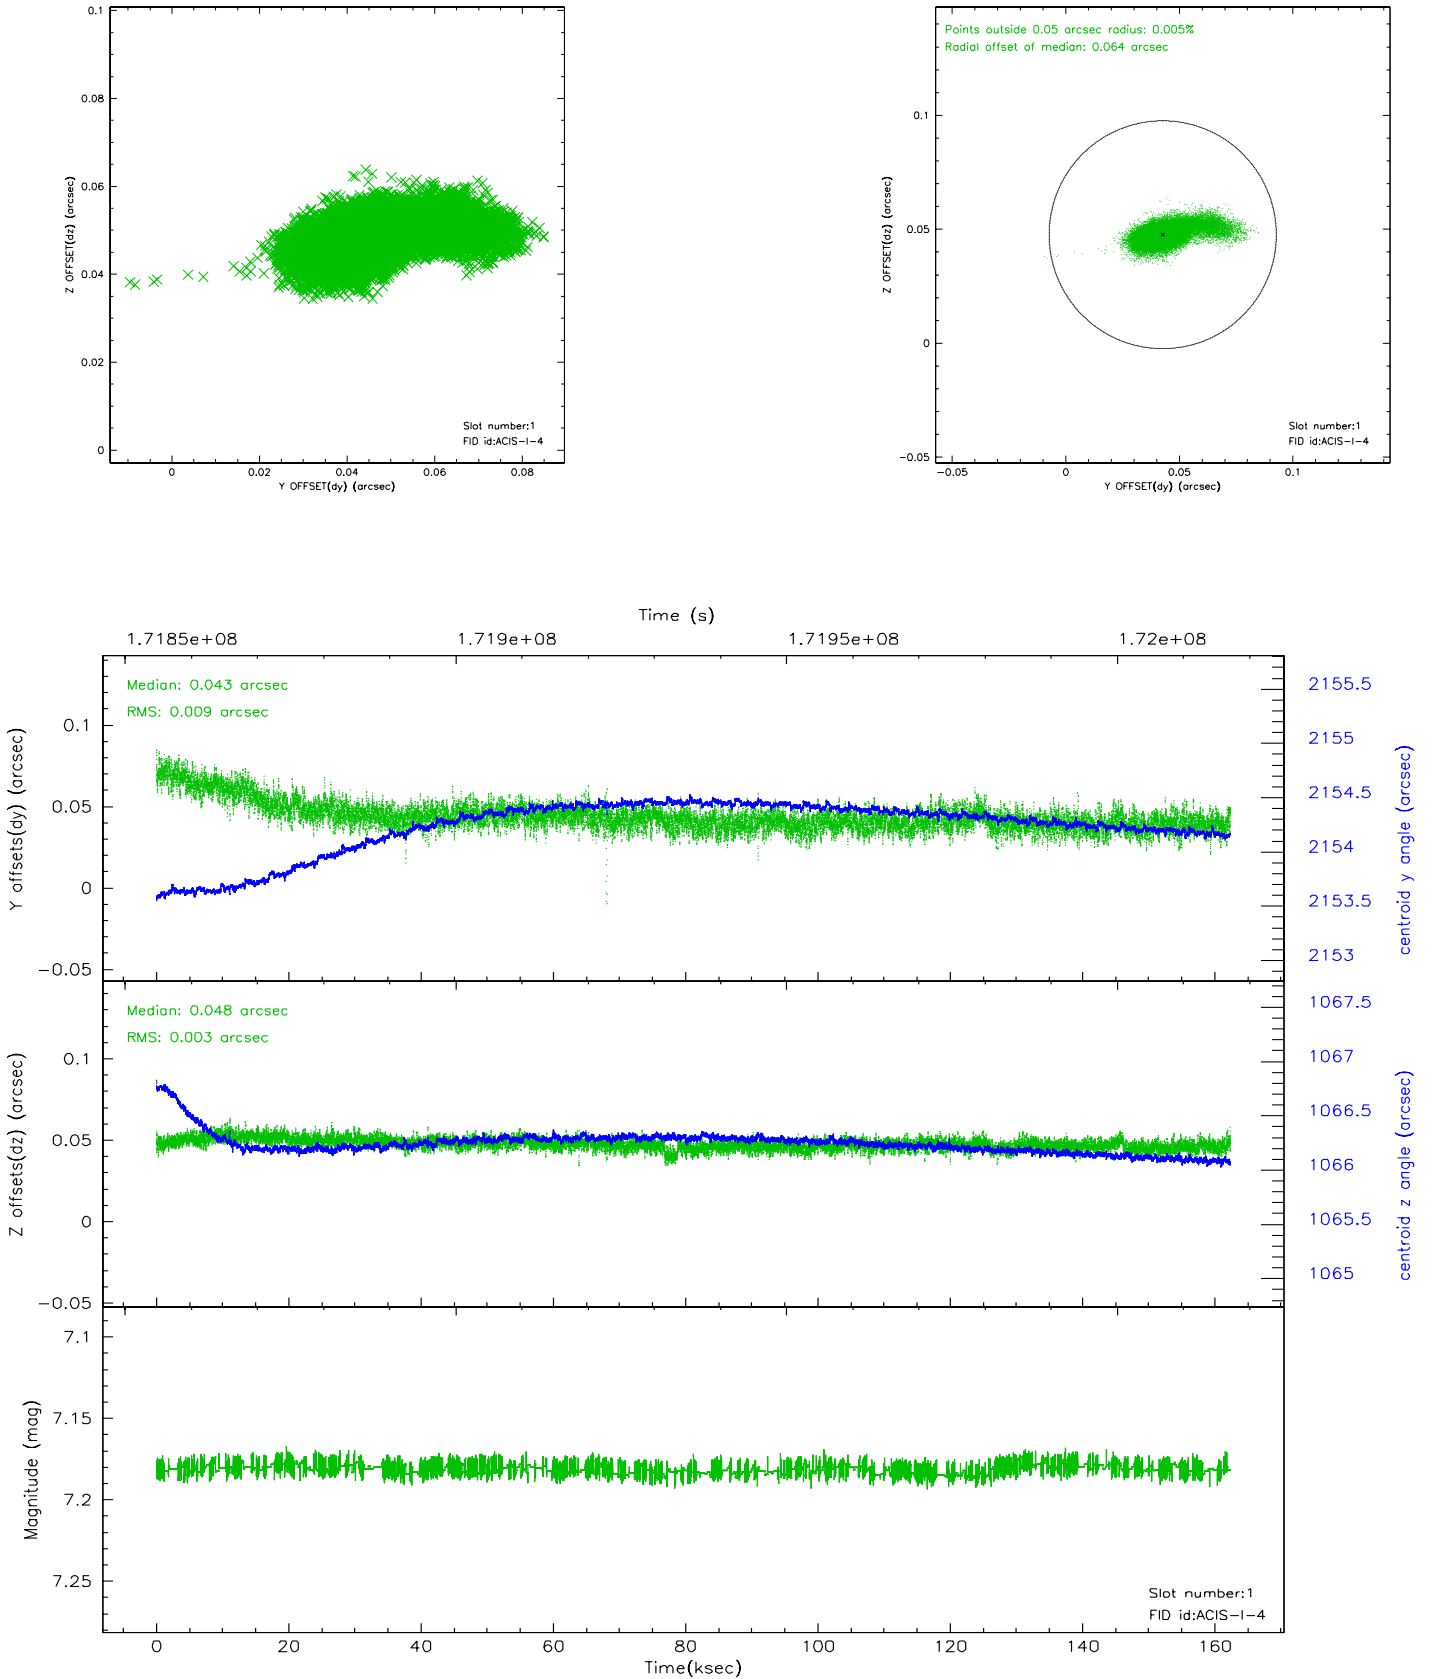 0.1
0.08
0.06
0.04
0.02
0
Z OFFSET(dz) (arcsec)
Slot number:1
FID id:ACIS-I-4
0 0.02 0.04 0.06 0.08
Y OFFSET(dy) (arcsec)
Points outside 0.05 arcsec radius: 0.005%
Radial offset of median: 0.064 arcsec
0.1
0.05
0
-0.05
Z OFFSET(dz) (arcsec)
Slot number:1
FID id:ACIS-I-4
-0.05 0 0.05 0.1
Y OFFSET(dy) (arcsec)
Time (s)
1.7185e+08 1.719e+08 1.7195e+08 1.72e+08
Median: 0.043 arcsec
RMS: 0.009 arcsec
0.1
0.05
0
-0.05
Y offsets(dy) (arcsec)
2155.5
2155
2154.5
2154
2153.5
2153
centroid y angle (arcsec)
Median: 0.048 arcsec
RMS: 0.003 arcsec
0.1
0.05
0
-0.05
Z offsets(dz) (arcsec)
1067.5
1067
1066.5
1066
1065.5
1065
centroid z angle (arcsec)
7.1
7.15
7.2
7.25
Magnitude (mag)
Slot number:1
FID id:ACIS-I-4
0 20 40 60 80 100 120 140 160
Time(ksec)